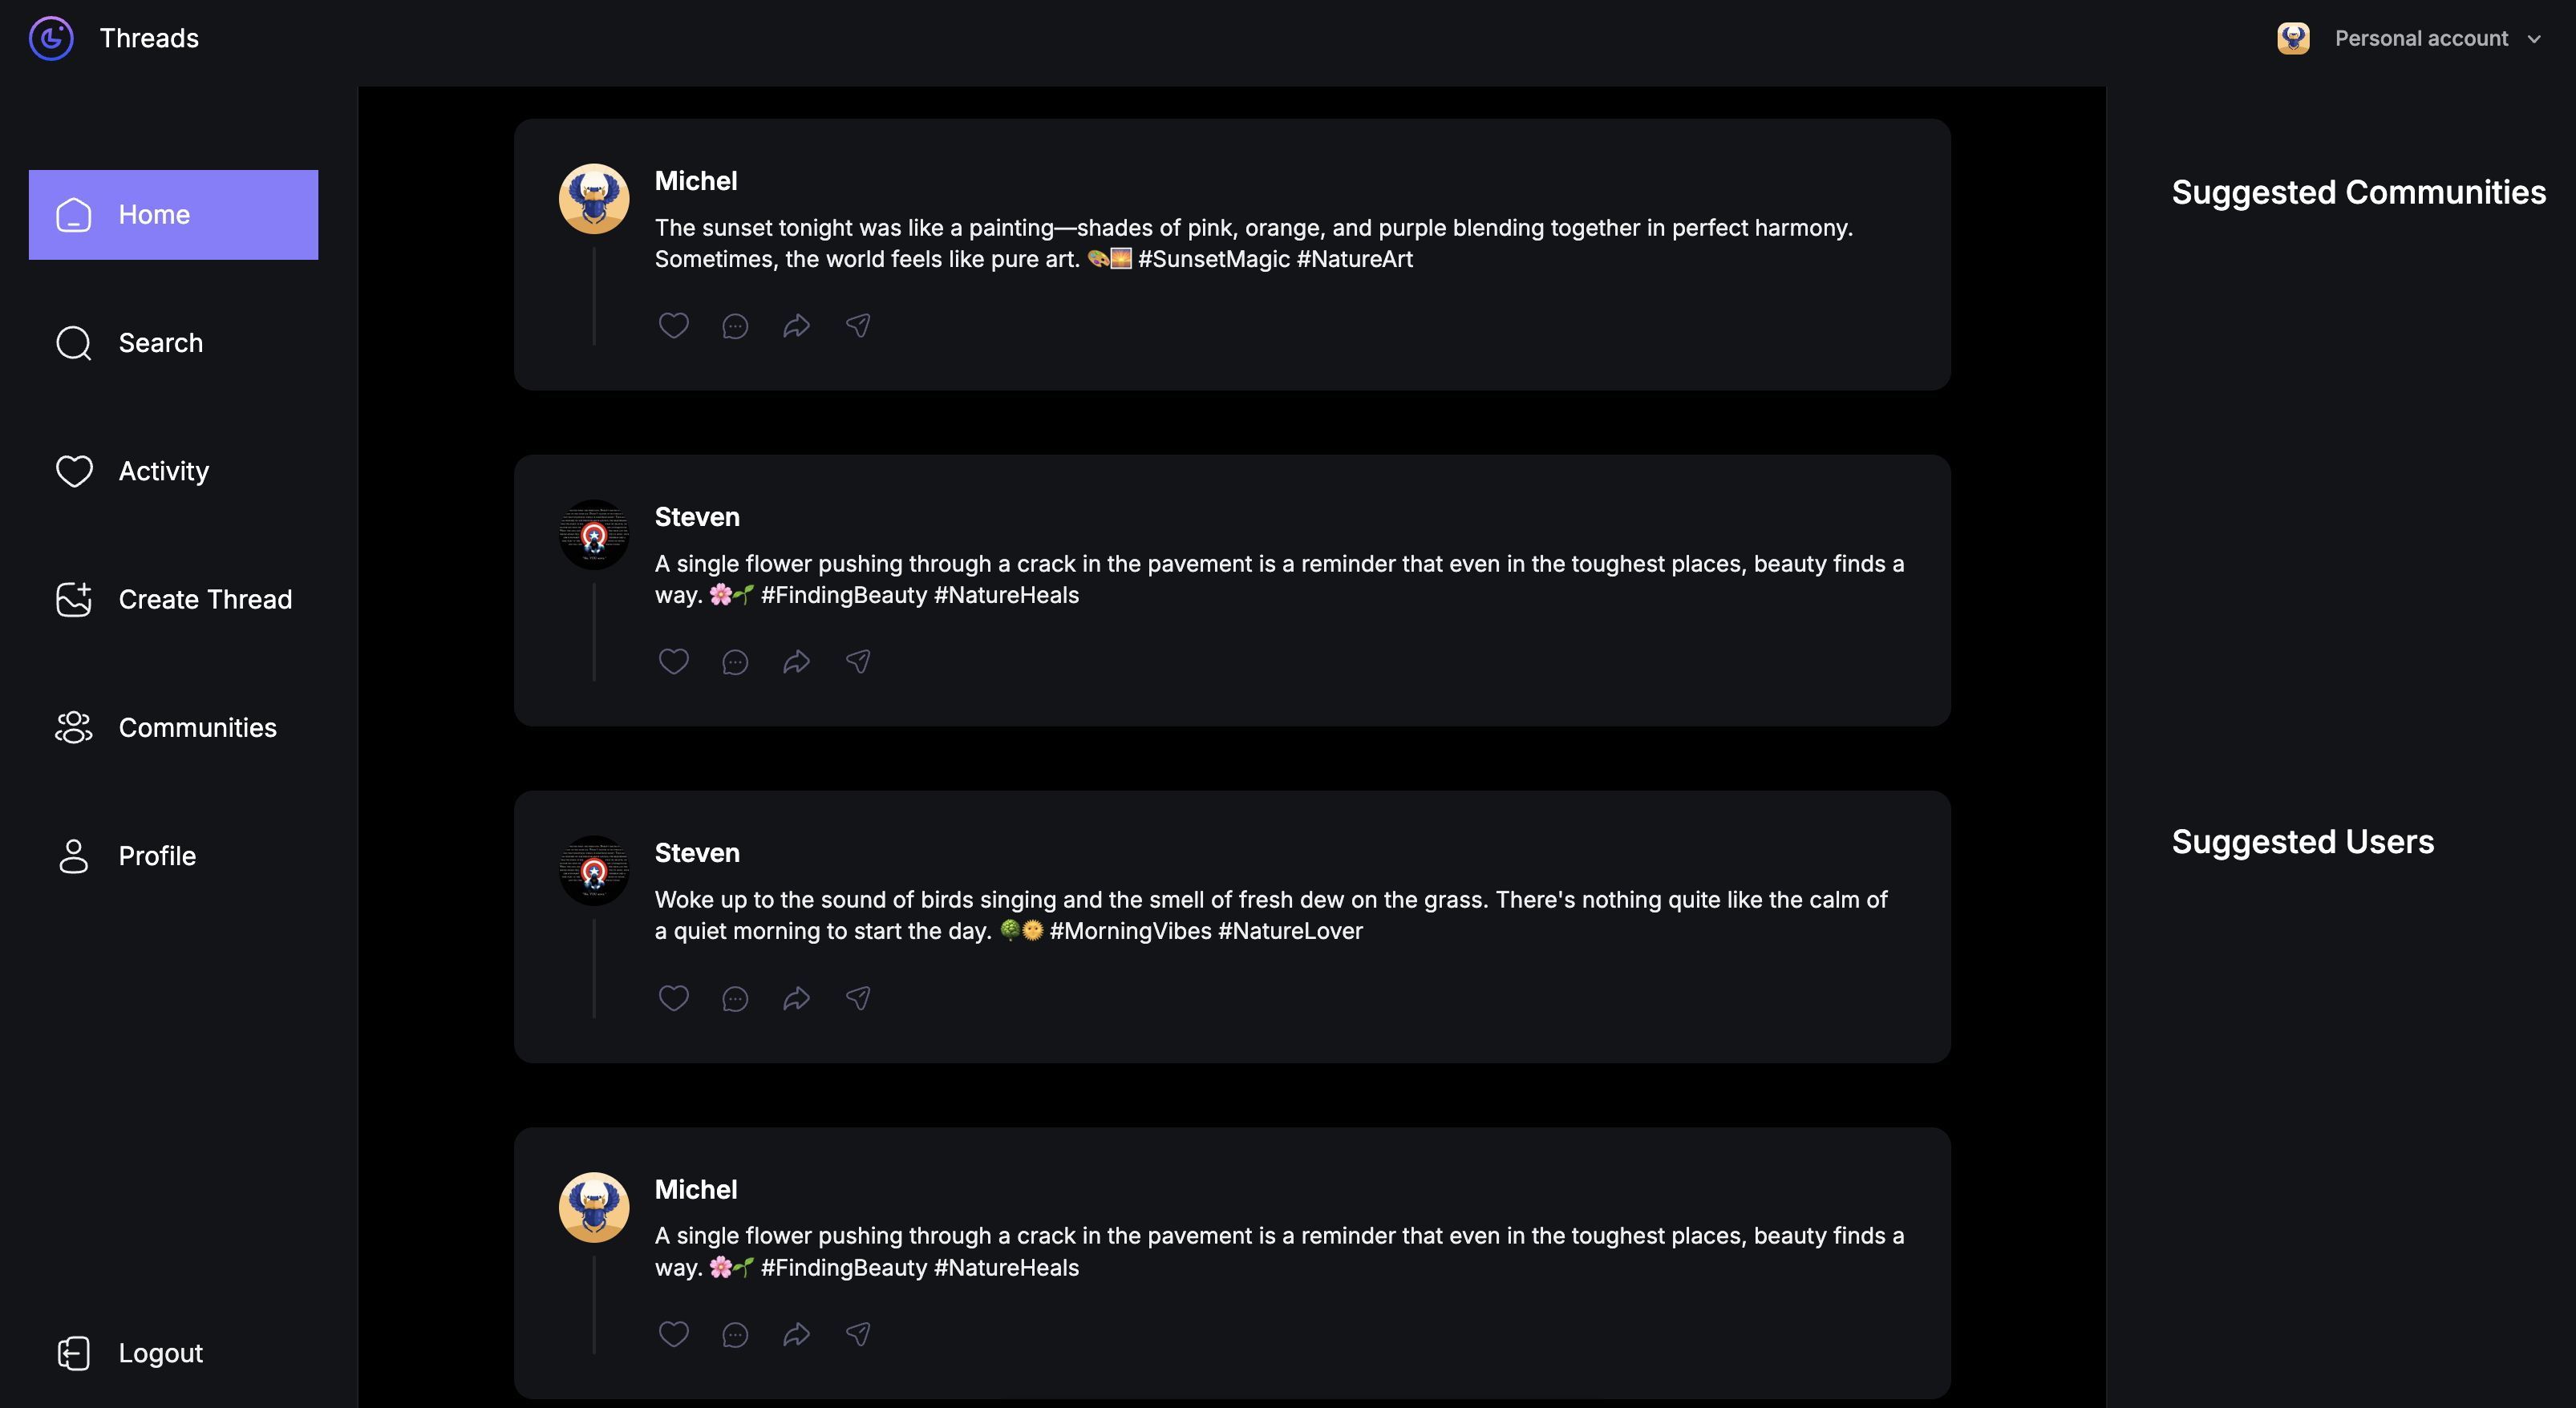 Threads
Personal account
Home
Search
Activity
Create Thread
Communities
Profile
Logout
Michel
The sunset tonight was like a painting—shades of pink, orange, and purple blending together in perfect harmony.
Sometimes, the world feels like pure art. 🎨🌅 #SunsetMagic #NatureArt
Steven
A single flower pushing through a crack in the pavement is a reminder that even in the toughest places, beauty finds a
way. 🌸🌱 #FindingBeauty #NatureHeals
Steven
Woke up to the sound of birds singing and the smell of fresh dew on the grass. There's nothing quite like the calm of
a quiet morning to start the day. 🌳🌞 #MorningVibes #NatureLover
Michel
A single flower pushing through a crack in the pavement is a reminder that even in the toughest places, beauty finds a
way. 🌸🌱 #FindingBeauty #NatureHeals
Suggested Communities
Suggested Users